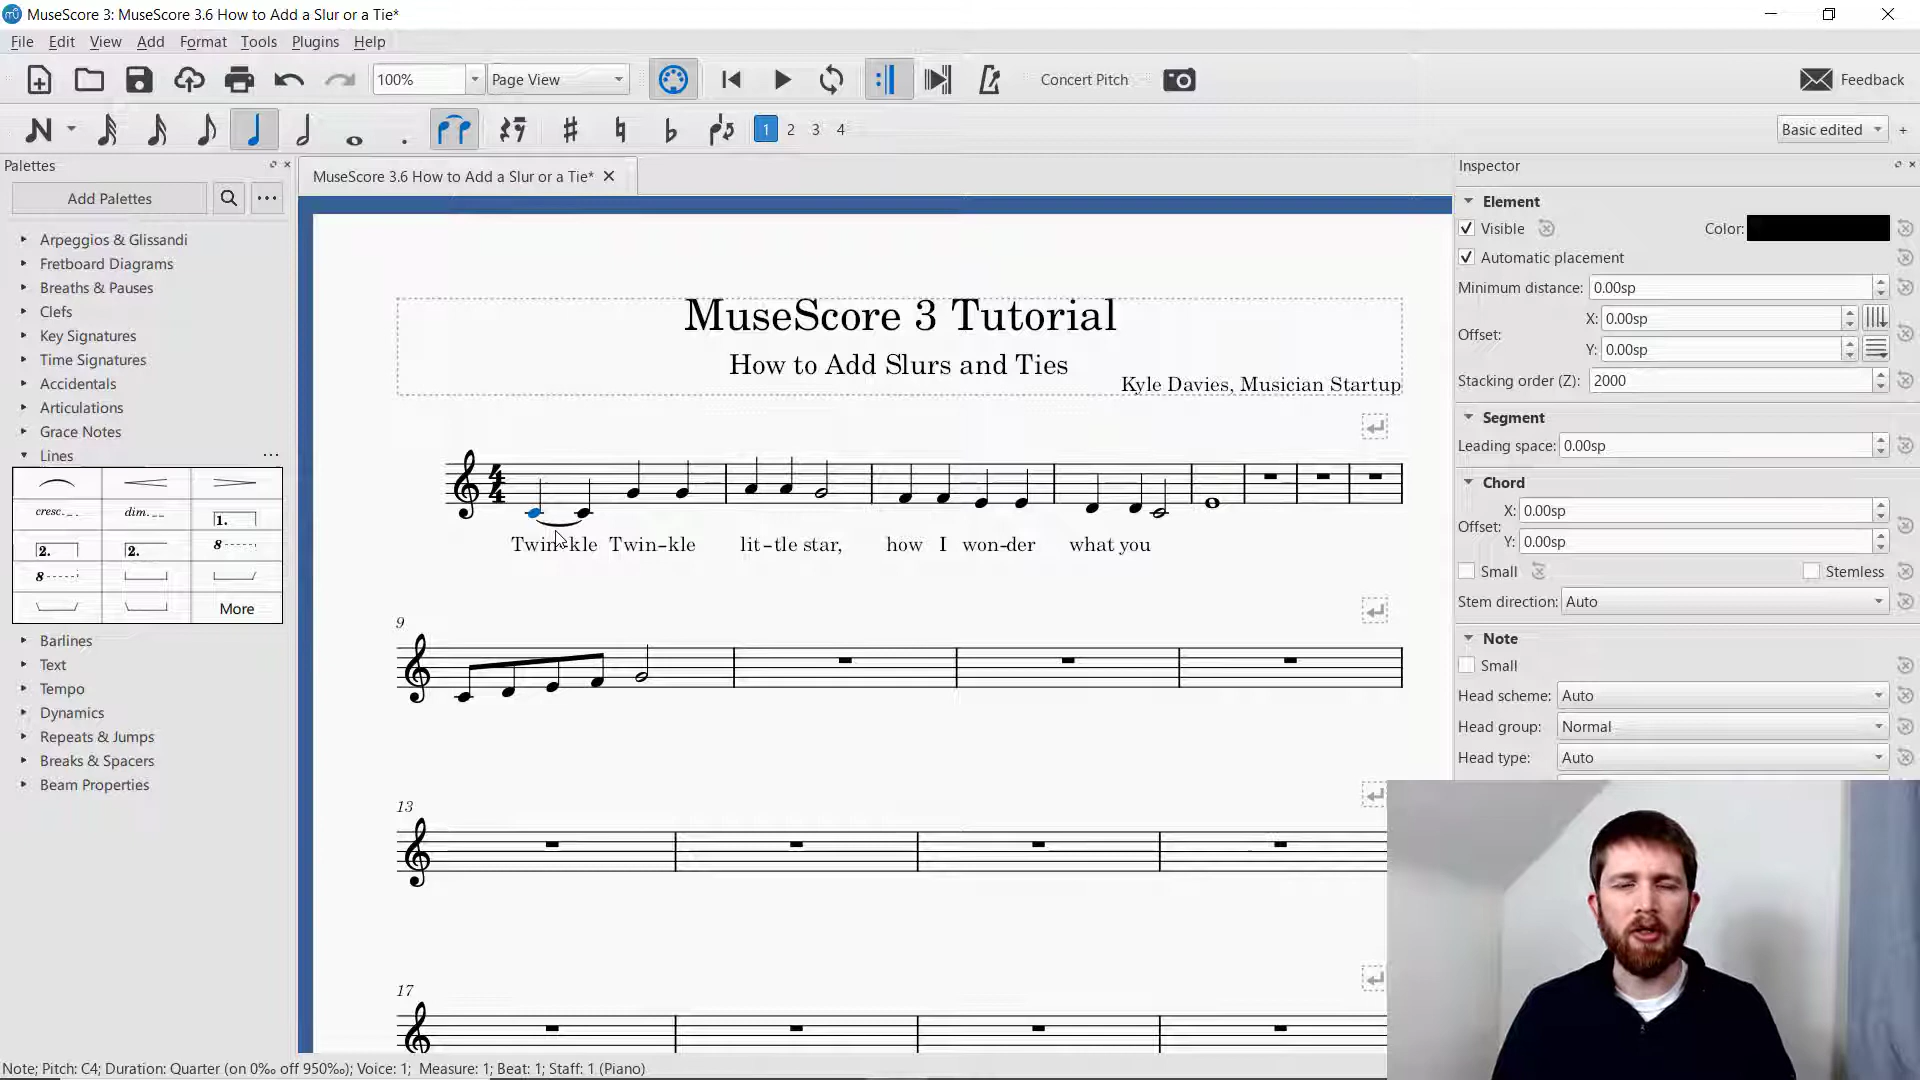 MuseScore 3: MuseScore 3.6 How to Add a Slur or a Tie*
File Edit View Add Format Tools Plugins Help
100% Page View Concert Pitch Feedback
1 2 3 4 Basic edited +
Palettes
Add Palettes
Arpeggios & Glissandi
Fretboard Diagrams
Breaths & Pauses
Clefs
Key Signatures
Time Signatures
Accidentals
Articulations
Grace Notes
Lines
cresc. dim. 1.
2. 2. 8
8
More
Barlines
Text
Tempo
Dynamics
Repeats & Jumps
Breaks & Spacers
Beam Properties
MuseScore 3.6 How to Add a Slur or a Tie*
MuseScore 3 Tutorial
How to Add Slurs and Ties
Kyle Davies, Musician Startup
4
4
Twin-kle Twin-kle lit-tle star, how I won-der what you
9
13
17
Inspector
Element
Visible Color:
Automatic placement
Minimum distance: 0.00sp
Offset: X: 0.00sp
Y: 0.00sp
Stacking order (Z): 2000
Segment
Leading space: 0.00sp
Chord
Offset: X: 0.00sp
Y: 0.00sp
Small Stemless
Stem direction: Auto
Note
Small
Head scheme: Auto
Head group: Normal
Head type: Auto
Note; Pitch: C4; Duration: Quarter (on 0‰ off 950‰); Voice: 1; Measure: 1; Beat: 1; Staff: 1 (Piano)